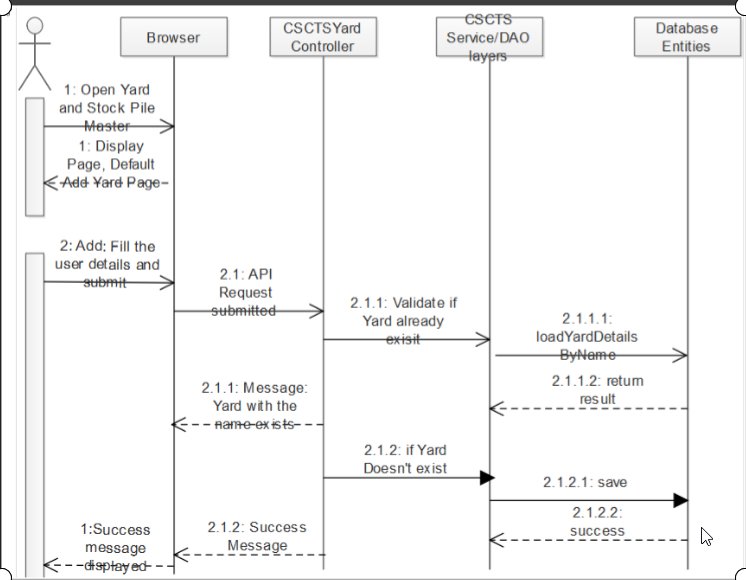 Browser
CSCTSYard
Controller
CSCTS
Service/DAO
layers
Database
Entities
1: Open Yard
and Stock Pile
Master
1: Display
Page, Default
Add Yard Page
2: Add: Fill the
user details and
submit
2.1: API
Request
submitted
2.1.1: Validate if
Yard already
exisit
2.1.1.1:
loadYardDetails
ByName
2.1.1.2: return
result
2.1.1: Message:
Yard with the
name exists
2.1.2: if Yard
Doesn't exist
2.1.2.1: save
2.1.2.2:
success
2.1.2: Success
Message
1:Success
message
displayed